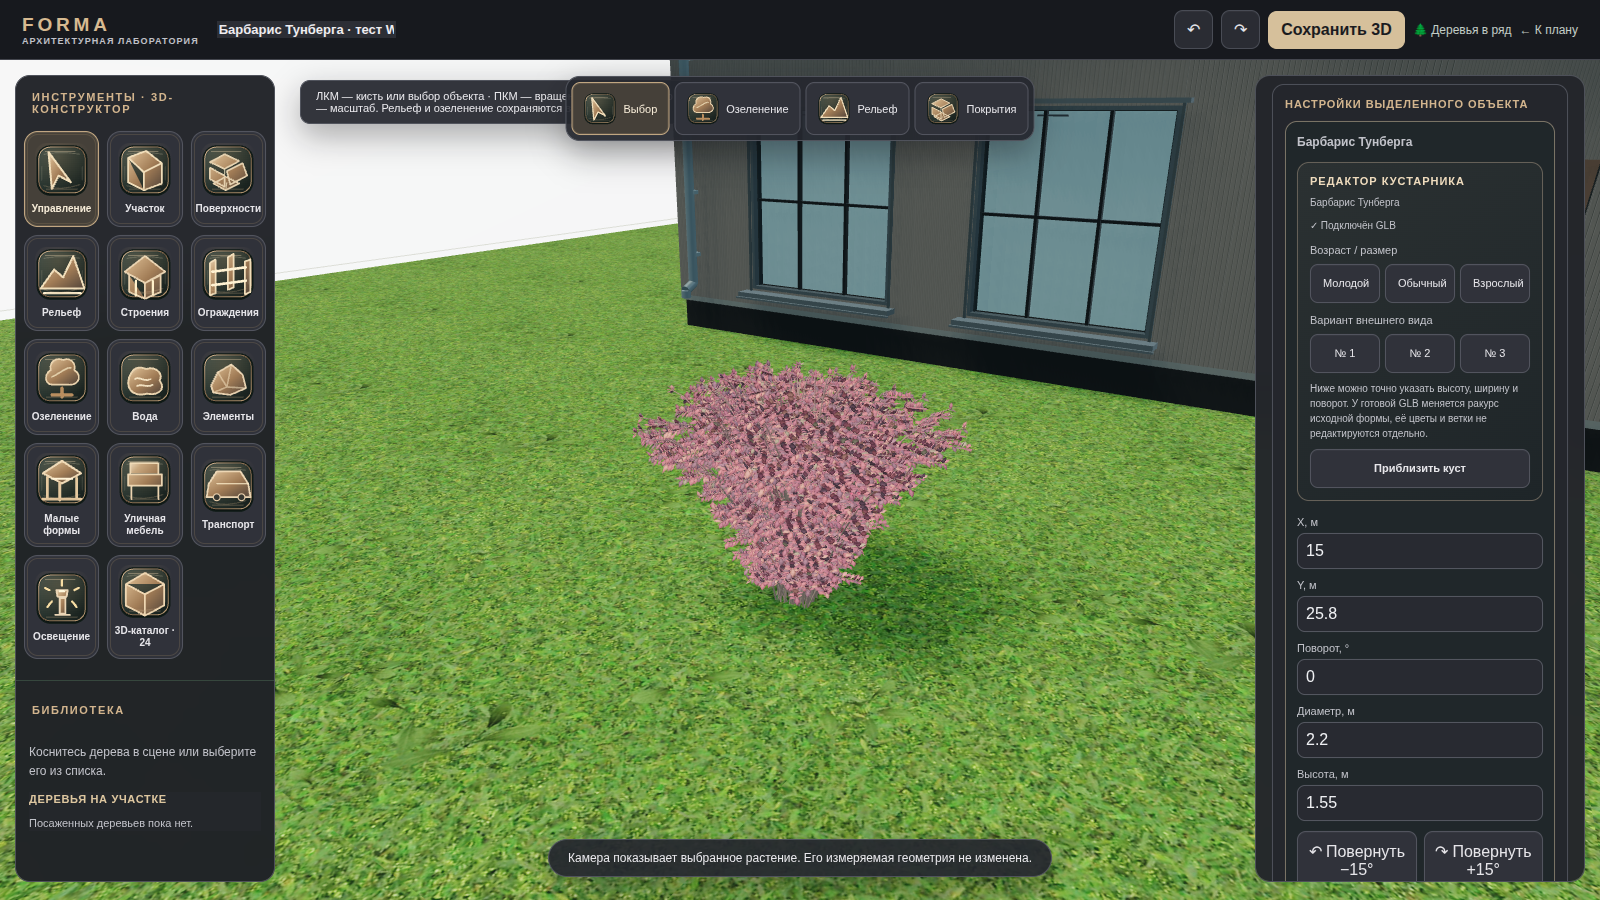 FORMA
АРХИТЕКТУРНАЯ ЛАБОРАТОРИЯ
Барбарис Тунберга · тест
Сохранить 3D
Деревья в ряд
← К плану
ИНСТРУМЕНТЫ · 3D-
КОНСТРУКТОР
Управление
Участок
Поверхности
Рельеф
Строения
Ограждения
Озеленение
Вода
Элементы
Малые
формы
Уличная
мебель
Транспорт
Освещение
3D-каталог ·
24
БИБЛИОТЕКА
Коснитесь дерева в сцене или выберите
его из списка.
ДЕРЕВЬЯ НА УЧАСТКЕ
Посаженных деревьев пока нет.
ЛКМ — кисть или выбор объекта · ПКМ —
— масштаб. Рельеф и озеленение сохраняются
Выбор
Озеленение
Рельеф
Покрытия
Камера показывает выбранное растение. Его измеряемая геометрия не изменена.
НАСТРОЙКИ ВЫДЕЛЕННОГО ОБЪЕКТА
Барбарис Тунберга
РЕДАКТОР КУСТАРНИКА
Барбарис Тунберга
✓ Подключён GLB
Возраст / размер
Молодой
Обычный
Взрослый
Вариант внешнего вида
№ 1
№ 2
№ 3
Ниже можно точно указать высоту, ширину и
поворот. У готовой GLB меняется ракурс
исходной формы, её цветы и ветки не
редактируются отдельно.
Приблизить куст
X, м
15
Y, м
25.8
Поворот, °
0
Диаметр, м
2.2
Высота, м
1.55
↶ Повернуть
−15°
↷ Повернуть
+15°